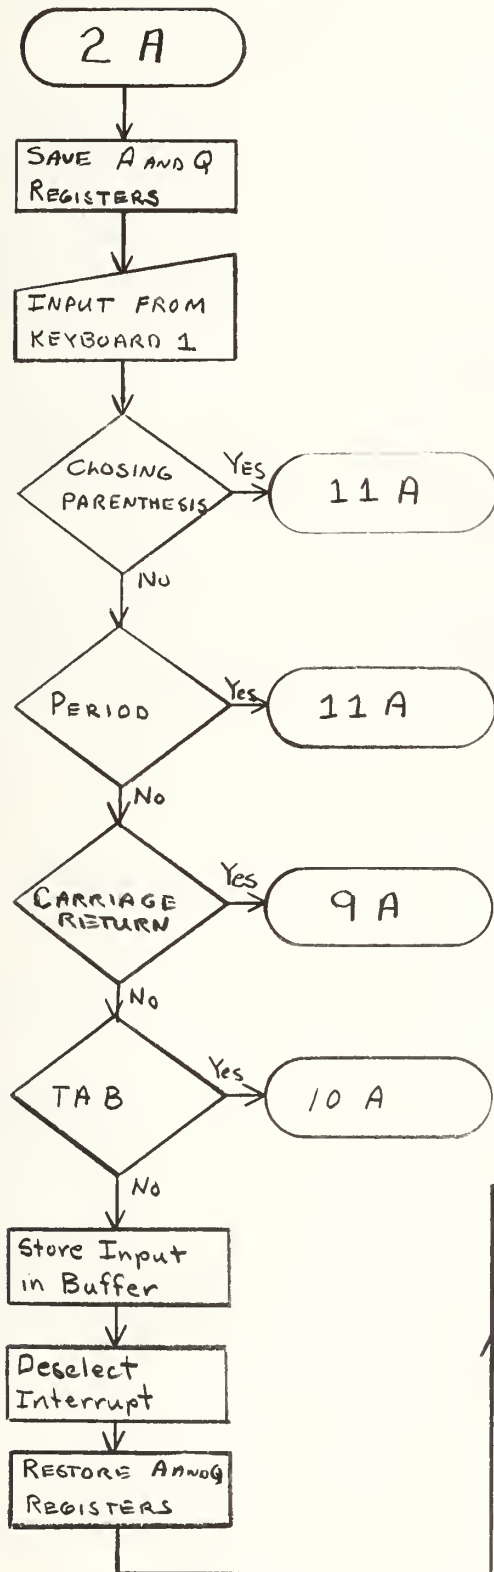 2 A
SAVE A AND Q
REGISTERS
INPUT FROM
KEYBOARD 1
CLOSING
PARENTHESIS
YES
11 A
NO
PERIOD
Yes
11 A
No
CARRIAGE
RETURN
Yes
9 A
No
TAB
Yes
10 A
No
Store Input
in Buffer
Deselect
Interrupt
RESTORE A AND Q
REGISTERS